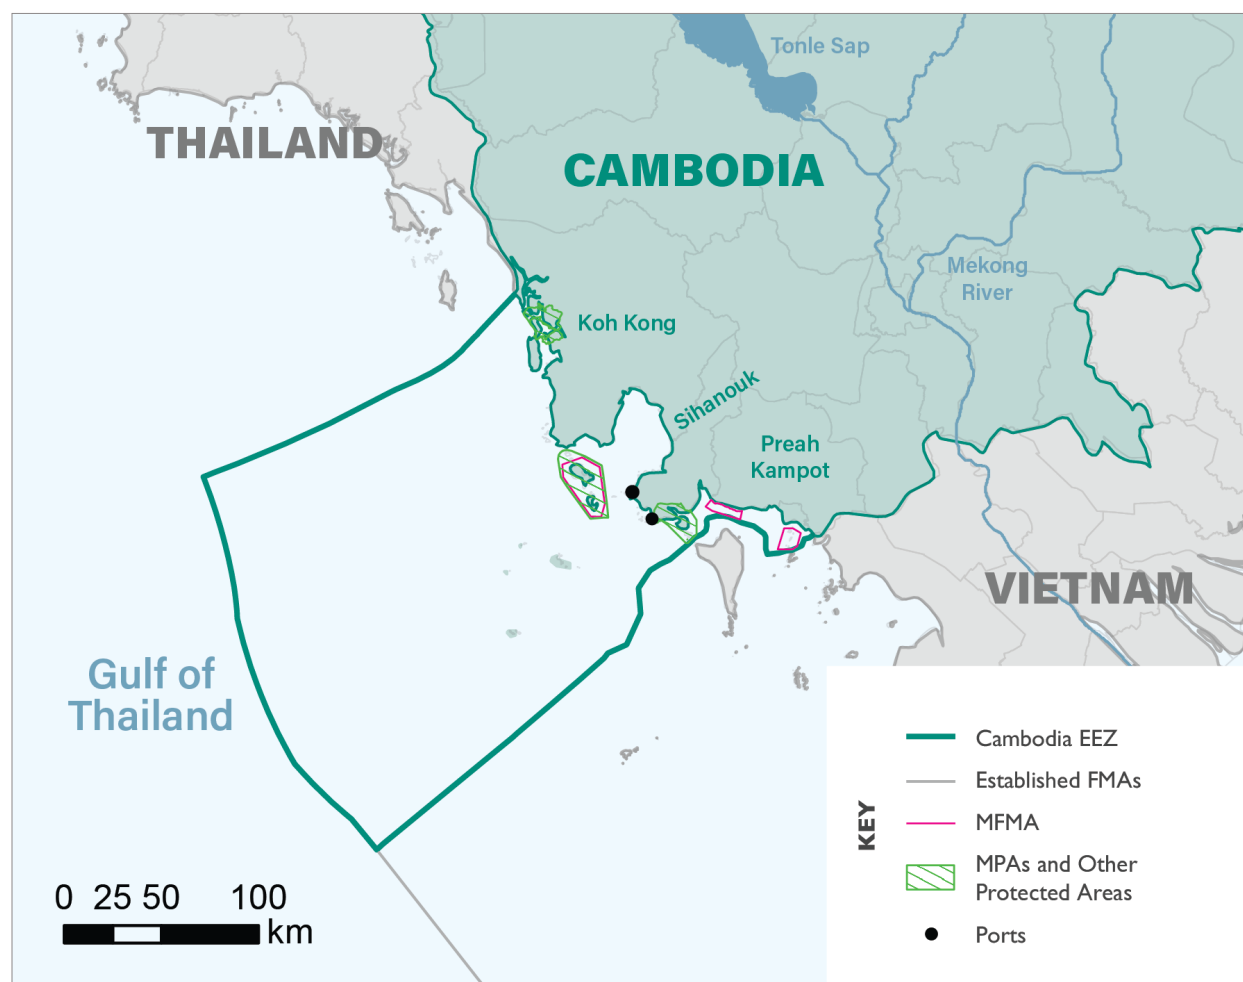 Tonle Sap
THAILAND
CAMBODIA
Mekong
River
Koh Kong
Sihanouk
Preah
Kampot
VIETNAM
Gulf of
Thailand
0 25 50 100
km
KEY
Cambodia EEZ
Established FMAs
MFMA
MPAs and Other
Protected Areas
Ports